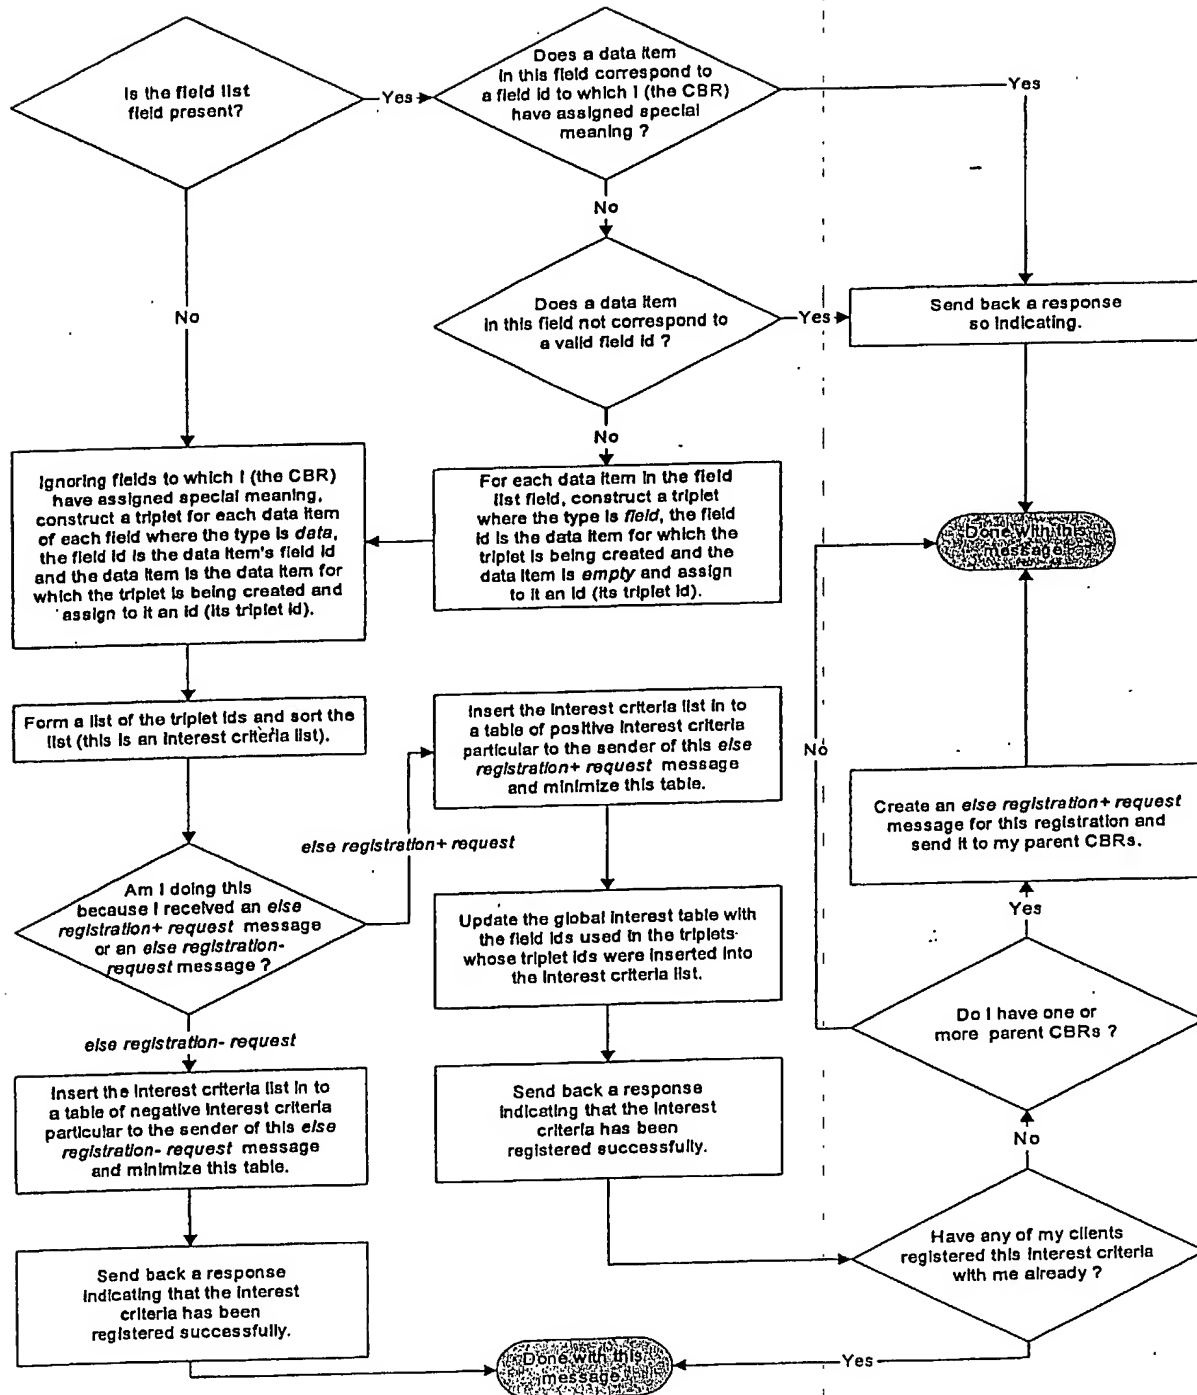 Is the field list
field present?
Yes
Does a data item
in this field correspond to
a field id to which I (the CBR)
have assigned special
meaning ?
Yes
No
No
Does a data item
in this field not correspond to
a valid field id ?
Yes
Send back a response
so indicating.
No
Ignoring fields to which I (the CBR)
have assigned special meaning,
construct a triplet for each data item
of each field where the type is data,
the field id is the data item's field id
and the data item is the data item for
which the triplet is being created and
assign to it an id (its triplet id).
For each data item in the field
list field, construct a triplet
where the type is field, the field
id is the data item for which the
triplet is being created and the
data item is empty and assign
to it an id (its triplet id).
Done with the
message
Form a list of the triplet ids and sort the
list (this is an interest criteria list).
Insert the interest criteria list in to
a table of positive interest criteria
particular to the sender of this else
registration+ request message
and minimize this table.
No
Create an else registration+ request
message for this registration and
send it to my parent CBRs.
else registration+ request
Am I doing this
because I received an else
registration+ request message
or an else registration-
request message ?
Update the global interest table with
the field ids used in the triplets
whose triplet ids were inserted into
the interest criteria list.
Yes
Do I have one or
more parent CBRs ?
else registration- request
Insert the interest criteria list in to
a table of negative interest criteria
particular to the sender of this else
registration- request message
and minimize this table.
Send back a response
indicating that the interest
criteria has been
registered successfully.
No
Have any of my clients
registered this interest criteria
with me already ?
Send back a response
indicating that the interest
criteria has been
registered successfully.
Yes
Done with this
message.